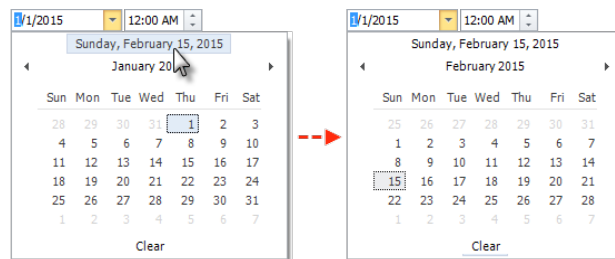 1/1/2015 12:00 AM
Sunday, February 15, 2015
January 20
Sun Mon Tue Wed Thu Fri Sat
28 29 30 31 1 2 3
4 5 6 7 8 9 10
11 12 13 14 15 16 17
18 19 20 21 22 23 24
25 26 27 28 29 30 31
1 2 3 4 5 6 7
Clear
1/1/2015 12:00 AM
Sunday, February 15, 2015
February 2015
Sun Mon Tue Wed Thu Fri Sat
25 26 27 28 29 30 31
1 2 3 4 5 6 7
8 9 10 11 12 13 14
15 16 17 18 19 20 21
22 23 24 25 26 27 28
1 2 3 4 5 6 7
Clear